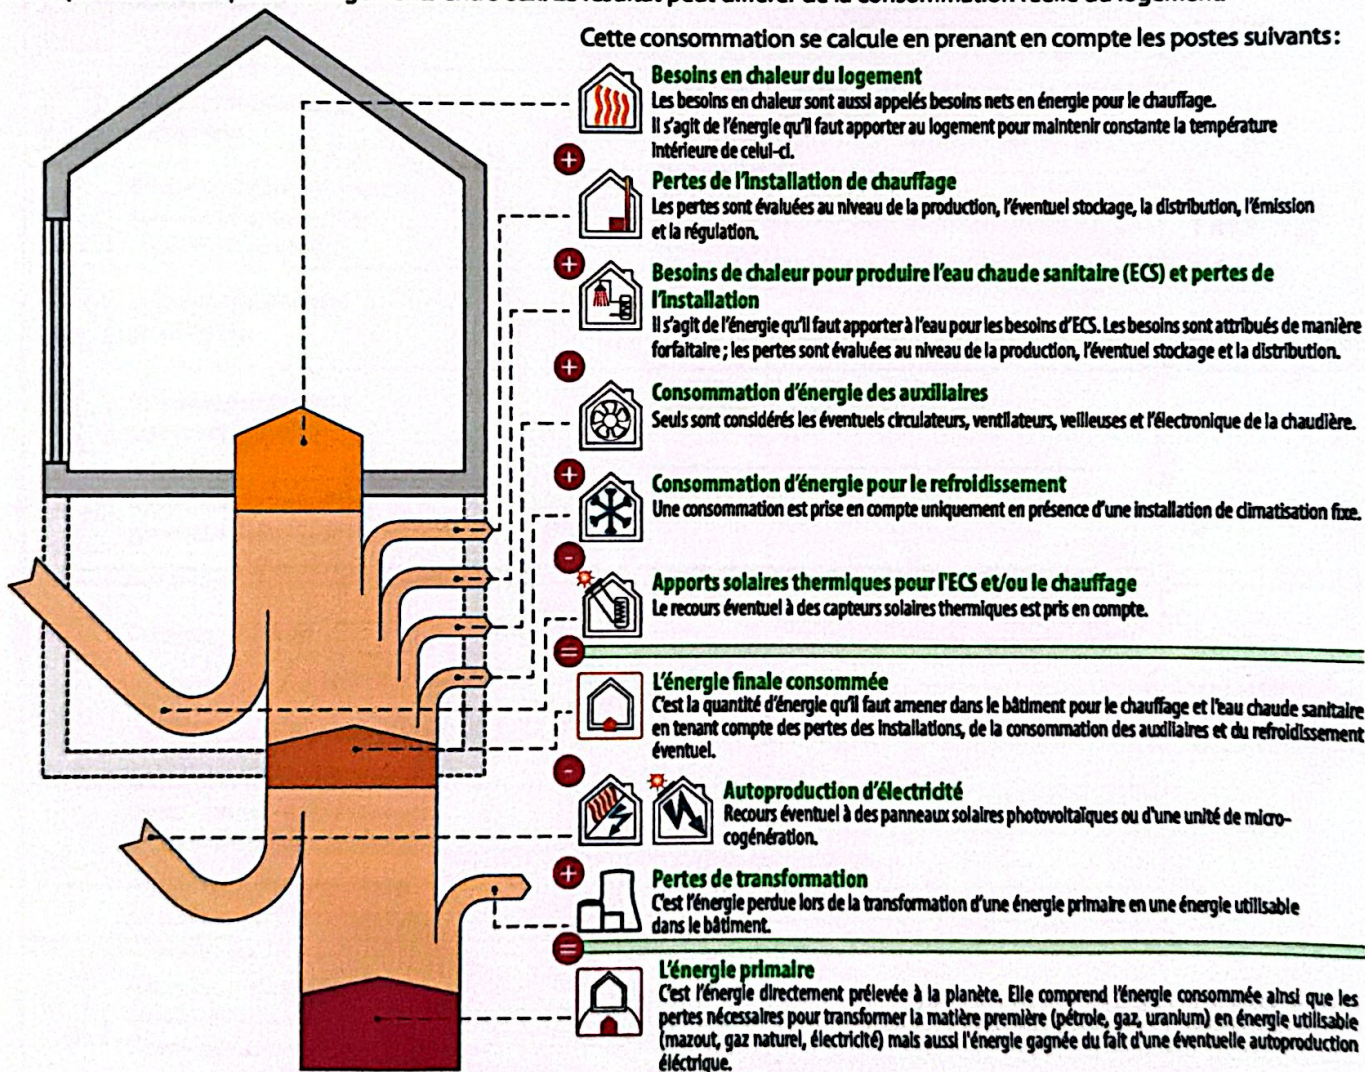 Cette consommation se calcule en prenant en compte les postes suivants:
Besoins en chaleur du logement
Les besoins en chaleur sont aussi appelés besoins nets en énergie pour le chauffage.
Il s'agit de l'énergie qu'il faut apporter au logement pour maintenir constante la température
intérieure de celui-ci.
+
Pertes de l'installation de chauffage
Les pertes sont évaluées au niveau de la production, l'éventuel stockage, la distribution, l'émission
et la régulation.
+
Besoins de chaleur pour produire l'eau chaude sanitaire (ECS) et pertes de
l'installation
Il s'agit de l'énergie qu'il faut apporter à l'eau pour les besoins d'ECS. Les besoins sont attribués de manière
forfaitaire ; les pertes sont évaluées au niveau de la production, l'éventuel stockage et la distribution.
+
Consommation d'énergie des auxiliaires
Seuls sont considérés les éventuels circulateurs, ventilateurs, veilleuses et l'électronique de la chaudière.
+
Consommation d'énergie pour le refroidissement
Une consommation est prise en compte uniquement en présence d'une installation de climatisation fixe.
-
Apports solaires thermiques pour l'ECS et/ou le chauffage
Le recours éventuel à des capteurs solaires thermiques est pris en compte.
=
L'énergie finale consommée
C'est la quantité d'énergie qu'il faut amener dans le bâtiment pour le chauffage et l'eau chaude sanitaire
en tenant compte des pertes des installations, de la consommation des auxiliaires et du refroidissement
éventuel.
-
Autoproduction d'électricité
Recours éventuel à des panneaux solaires photovoltaïques ou d'une unité de micro-
cogénération.
+
Pertes de transformation
C'est l'énergie perdue lors de la transformation d'une énergie primaire en une énergie utilisable
dans le bâtiment.
=
L'énergie primaire
C'est l'énergie directement prélevée à la planète. Elle comprend l'énergie consommée ainsi que les
pertes nécessaires pour transformer la matière première (pétrole, gaz, uranium) en énergie utilisable
(mazout, gaz naturel, électricité) mais aussi l'énergie gagnée du fait d'une éventuelle autoproduction
éléctrique.